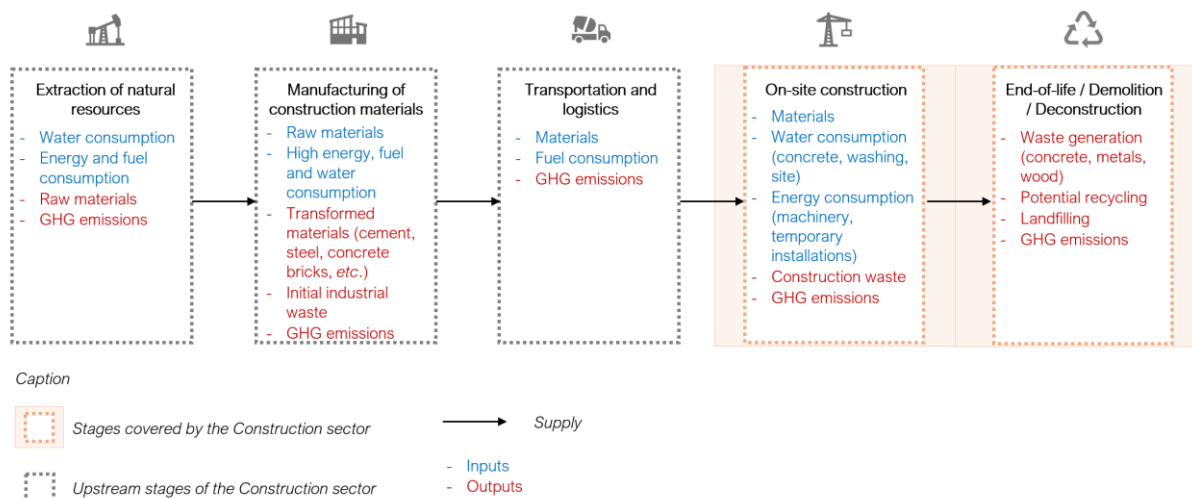 Extraction of natural
resources
- Water consumption
- Energy and fuel
consumption
- Raw materials
- GHG emissions
Manufacturing of
construction materials
- Raw materials
- High energy, fuel
and water
consumption
- Transformed
materials (cement,
steel, concrete
bricks, etc.)
- Initial industrial
waste
- GHG emissions
Transportation and
logistics
- Materials
- Fuel consumption
- GHG emissions
On-site construction
- Materials
- Water consumption
(concrete, washing,
site)
- Energy consumption
(machinery,
temporary
installations)
- Construction waste
- GHG emissions
End-of-life / Demolition
/ Deconstruction
- Waste generation
(concrete, metals,
wood)
- Potential recycling
- Landfilling
- GHG emissions
Caption
Stages covered by the Construction sector
Supply
Upstream stages of the Construction sector
- Inputs
- Outputs